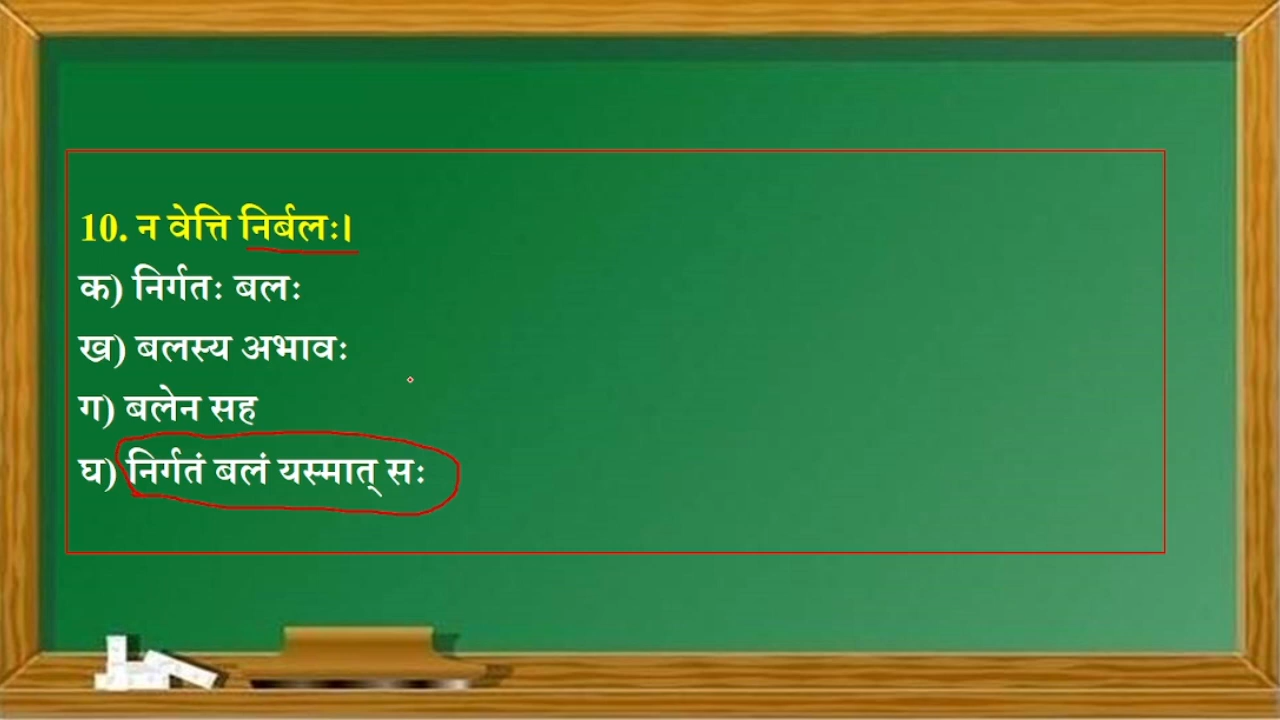 10. न वेत्ति निर्बलः।
क) निर्गतः बलः
ख) बलस्य अभावः
ग) बलेन सह
घ) निर्गतं बलं यस्मात् सः